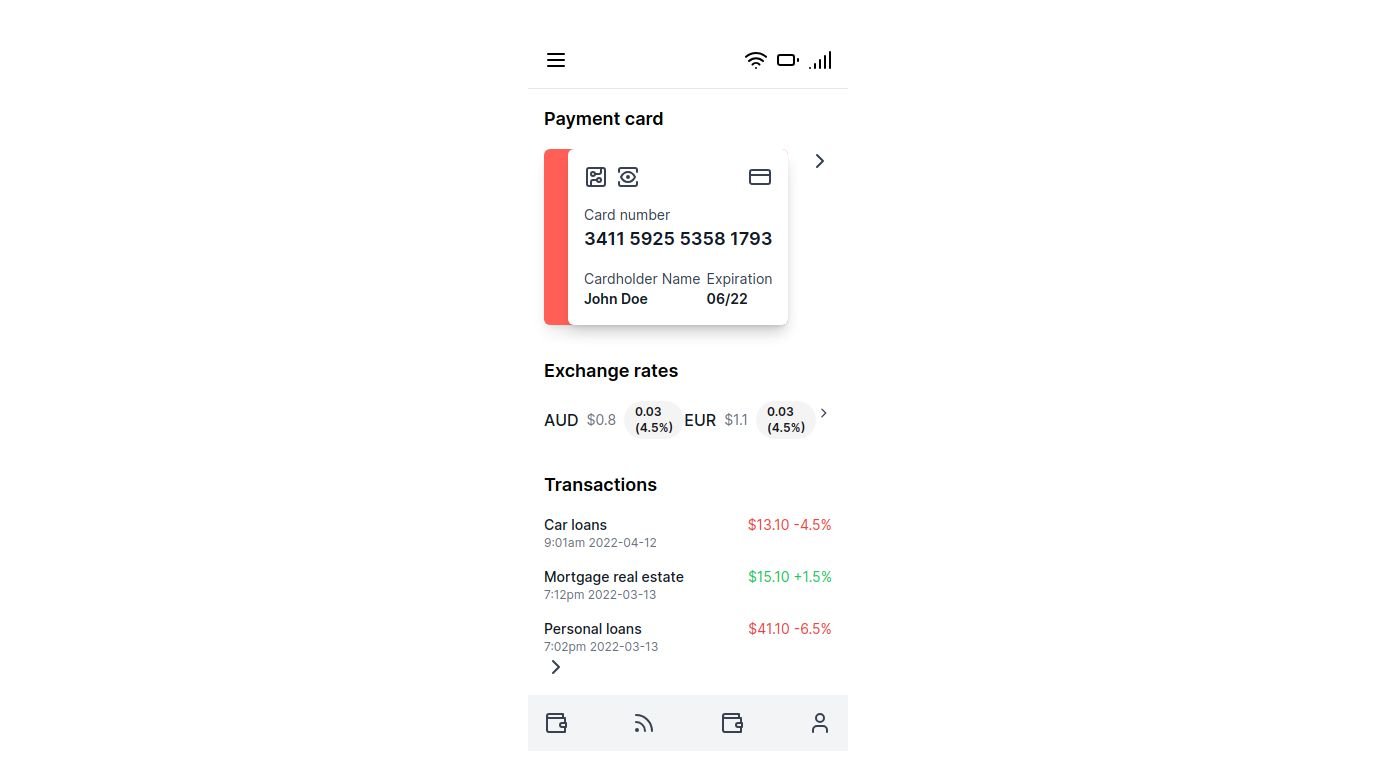 Payment card
Card number
3411 5925 5358 1793
Cardholder Name Expiration
John Doe 06/22
Exchange rates
AUD $0.8 0.03 (4.5%) EUR $1.1 0.03 (4.5%)
Transactions
Car loans $13.10 -4.5%
9:01am 2022-04-12
Mortgage real estate $15.10 +1.5%
7:12pm 2022-03-13
Personal loans $41.10 -6.5%
7:02pm 2022-03-13